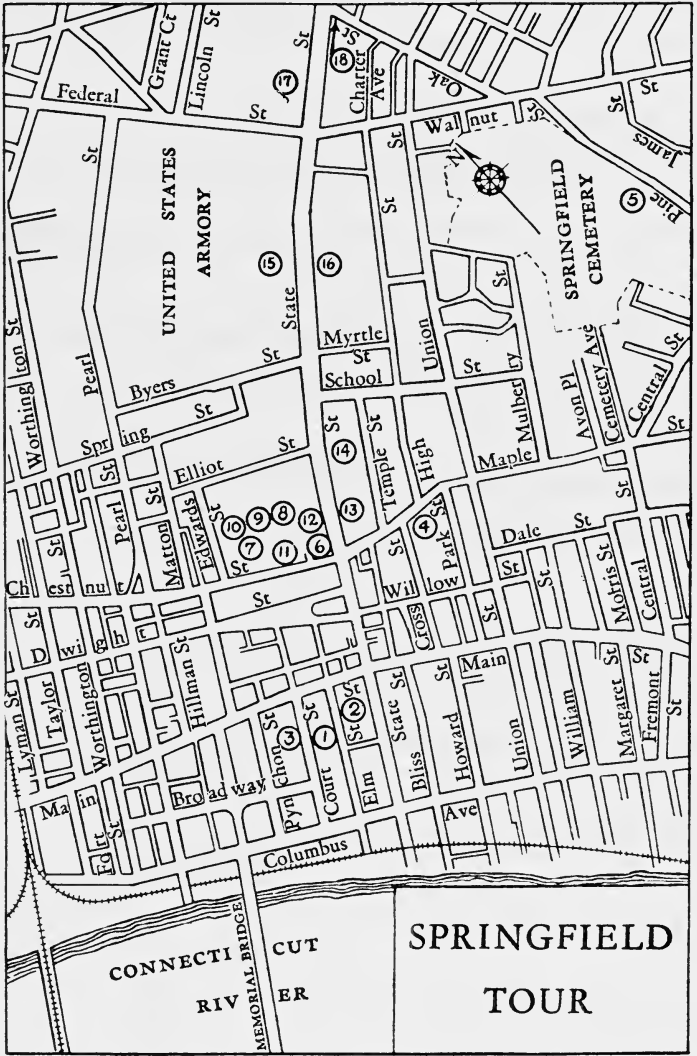 Grant Ct
Lincoln St
St
17
18
St
Charter
Ave
Oak
St
St
Federal
St
Walnut
St
James
Pine
5
N
St
UNITED STATES
ARMORY
St
SPRINGFIELD
CEMETERY
15
16
State
St
Worthington St
Pearl
Myrtle
St
Union
Byers
St
School
St
Mulberry
Avon Pl
Cemetery Ave
Central
St
St
Spring
St
St
St
St
High
Maple
Temple
14
Elliot
St
St
Pearl
St
Matton
Edwards
St
10
9
8
12
13
7
11
6
4
Park St
Dale
St
St
St
Chestnut
St
Willow
St
St
Morris St
Central
St
Dwight
St
Cross
St
Main
St
Lyman St
Taylor
Worthington
Hillman St
Pynchon St
3
Court St
1
Elm St
2
St
State St
Bliss
Howard St
Union
William
Margaret St
Fremont St
Main
Broadway
Fort St
Columbus
Ave
CONNECTICUT
RIVER
MEMORIAL BRIDGE
SPRINGFIELD
TOUR